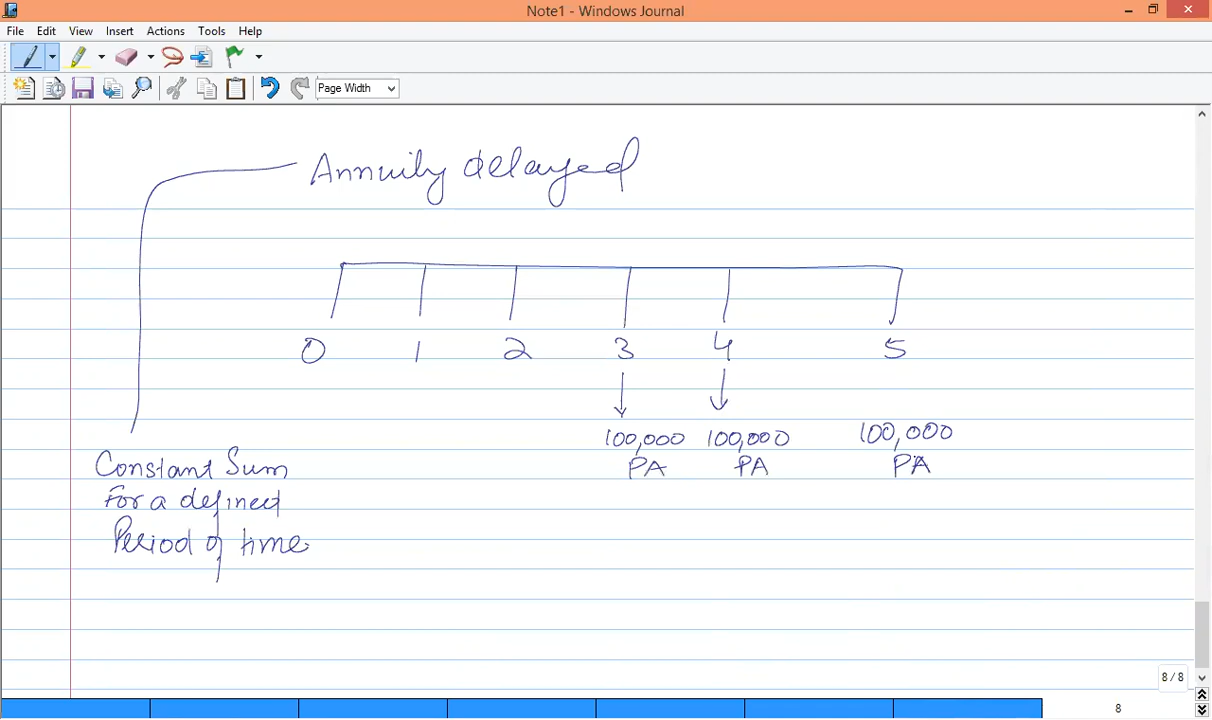 Note1 - Windows Journal
File Edit View Insert Actions Tools Help
Page Width
Annuity delayed
0 1 2 3 4 5
100,000 100,000 100,000
PA PA PA
Constant Sum
For a defined
Period of time
8 / 8
8